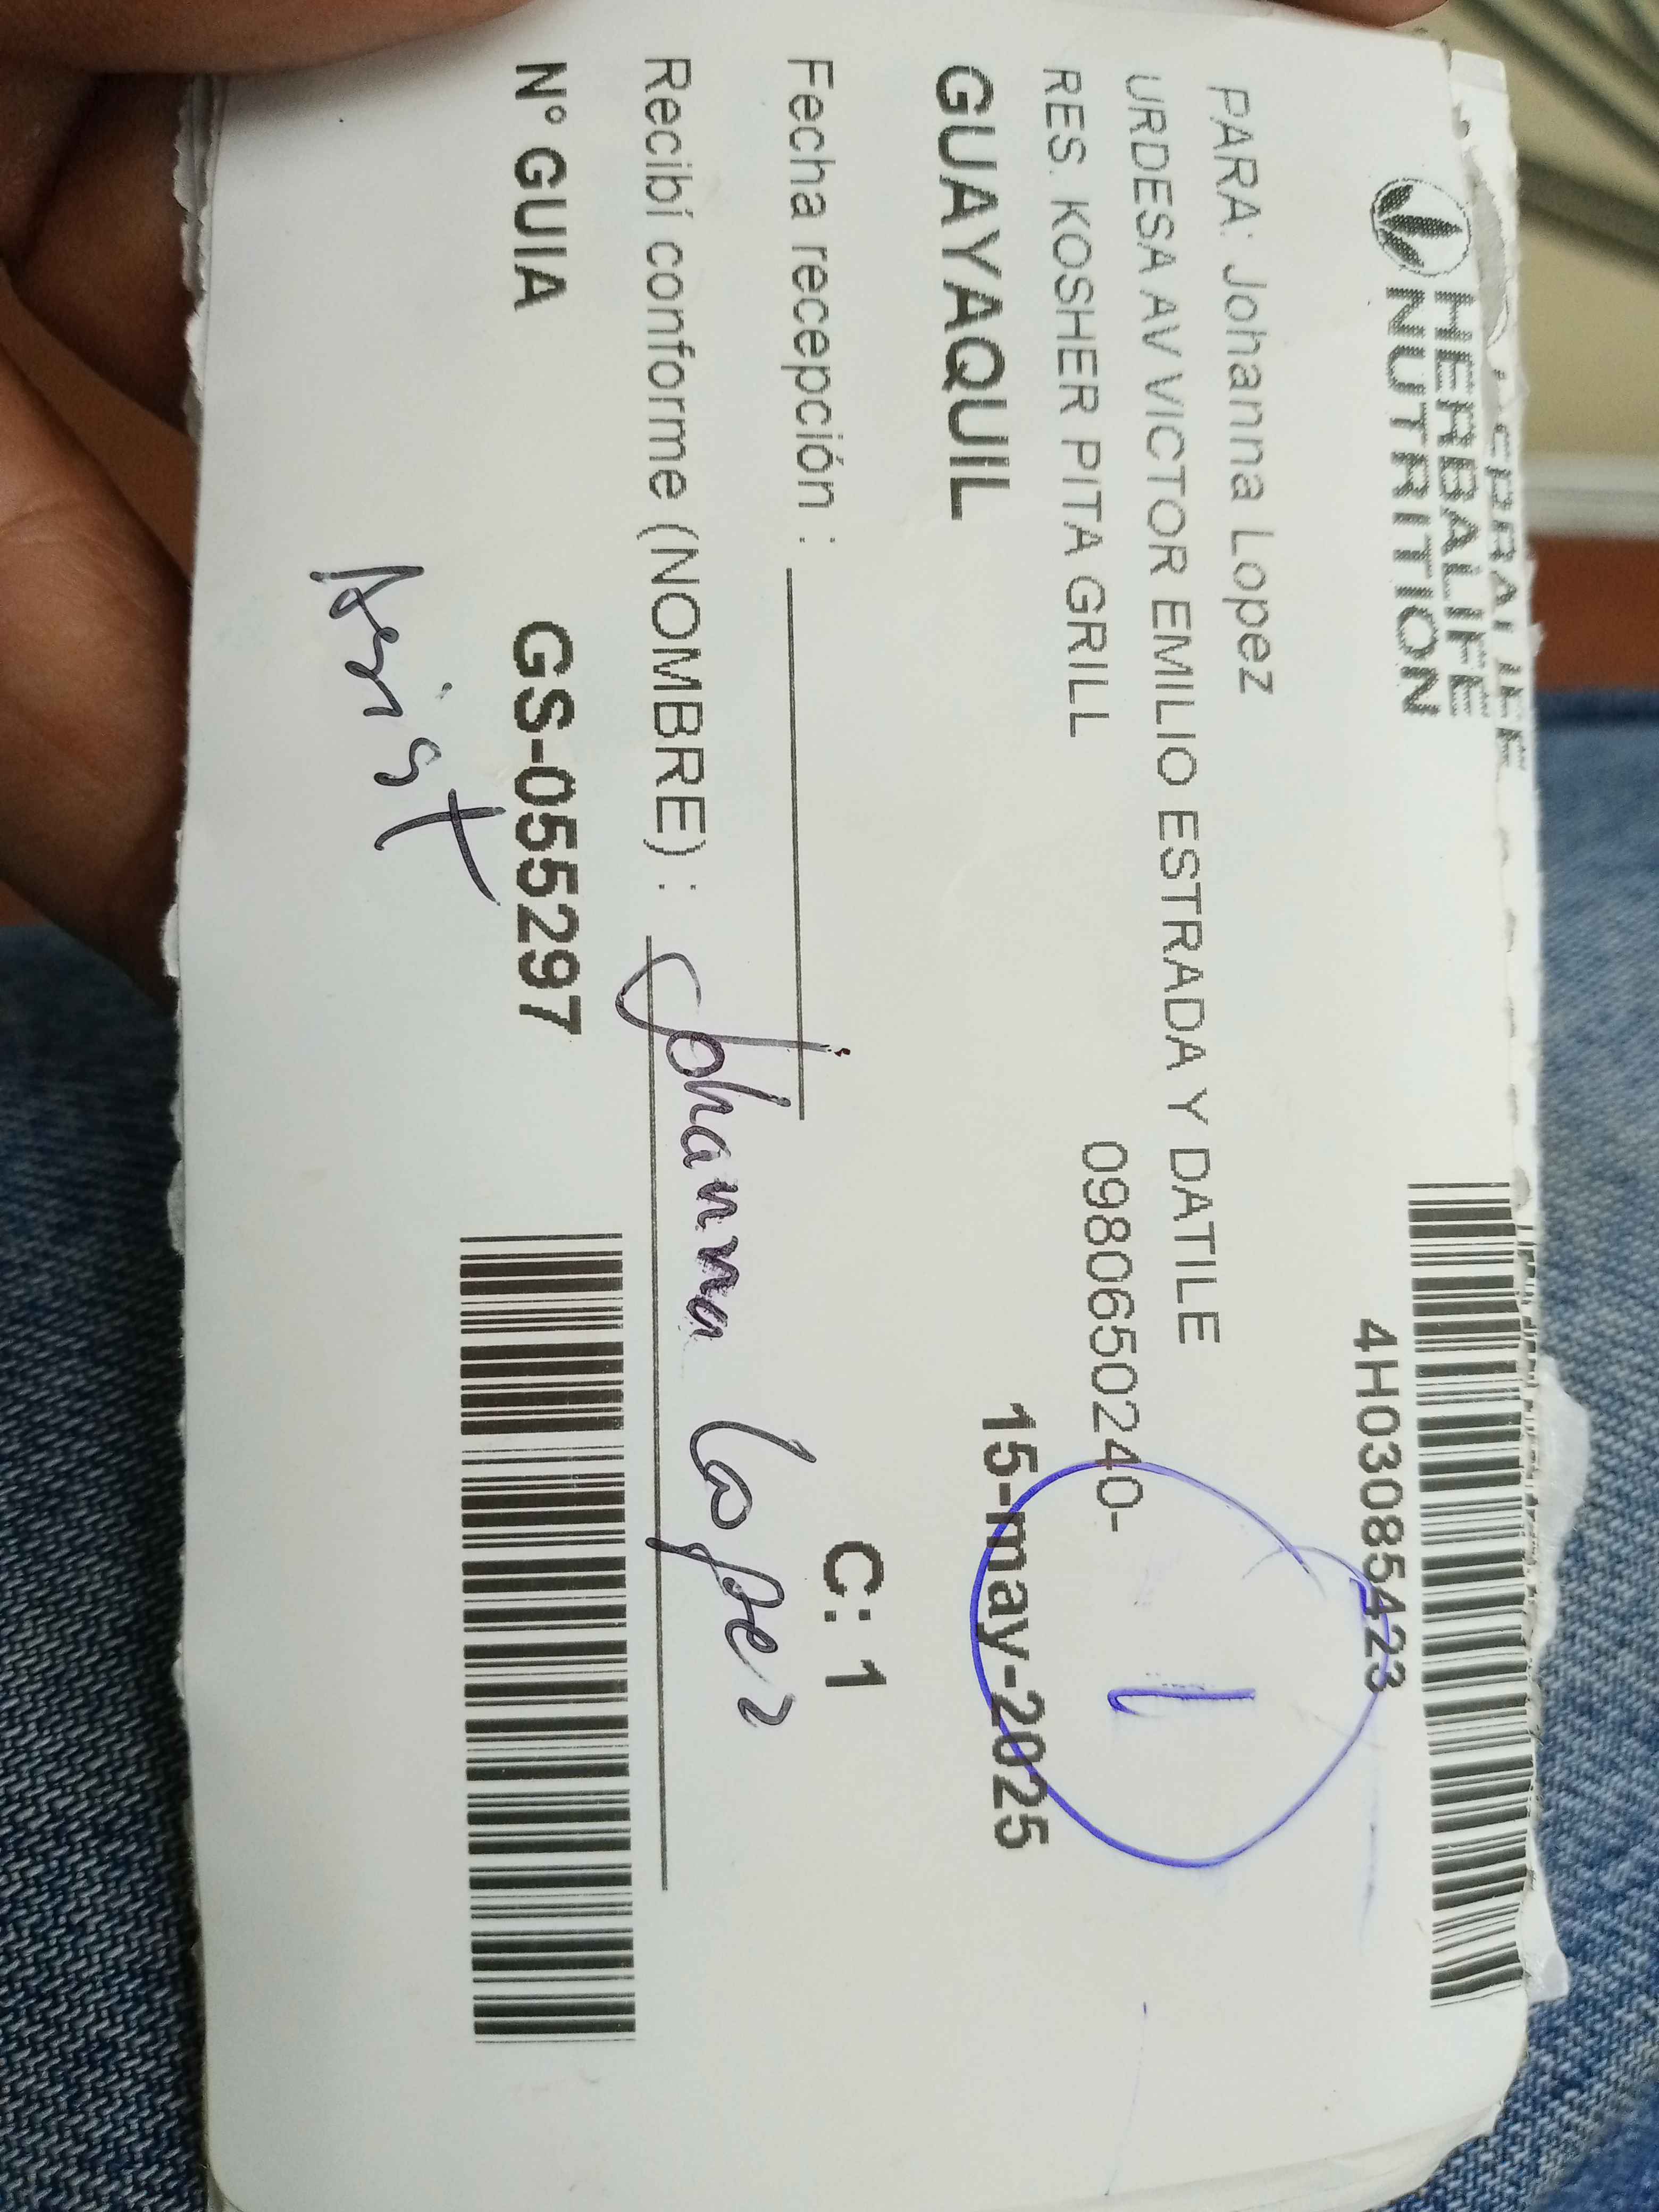 HERBALIFE
NUTRITION
4H03085423
PARA: Johanna Lopez
URDESA AV VICTOR EMILIO ESTRADA Y DATILE
RES. KOSHER PITA GRILL 0980650240-
1
GUAYAQUIL 15-may-2025
Fecha recepción : C: 1
Recibí conforme (NOMBRE) : Johanna Lopez
N° GUIA GS-055297